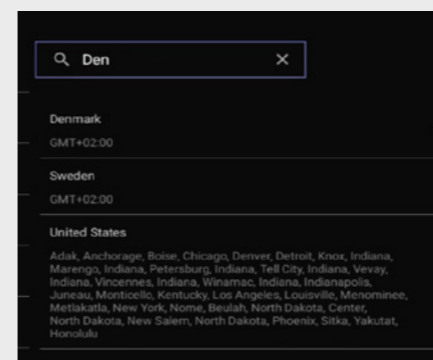 Den
Denmark
GMT+02:00
Sweden
GMT+02:00
United States
Adak, Anchorage, Boise, Chicago, Denver, Detroit, Knox, Indiana,
Marengo, Indiana, Petersburg, Indiana, Tell City, Indiana, Vevay,
Indiana, Vincennes, Indiana, Winamac, Indiana, Indianapolis,
Juneau, Monticello, Kentucky, Los Angeles, Louisville, Menominee,
Metlakatla, New York, Nome, Beulah, North Dakota, Center,
North Dakota, New Salem, North Dakota, Phoenix, Sitka, Yakutat,
Honolulu